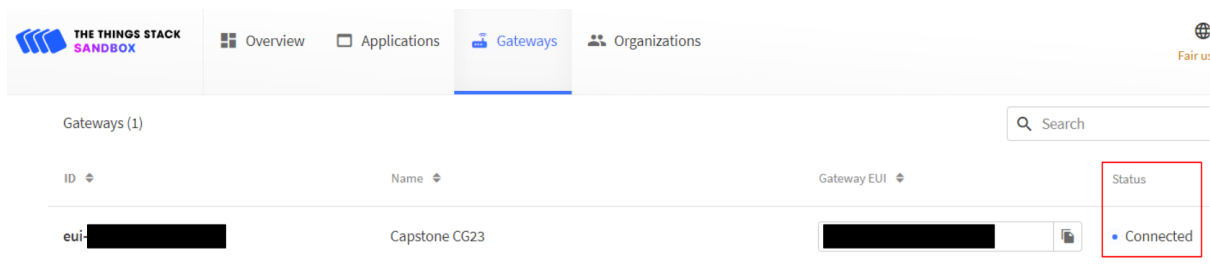 THE THINGS STACK
SANDBOX
Overview
Applications
Gateways
Organizations
Fair us
Gateways (1)
Search
ID
Name
Gateway EUI
Status
eui-
Capstone CG23
Connected